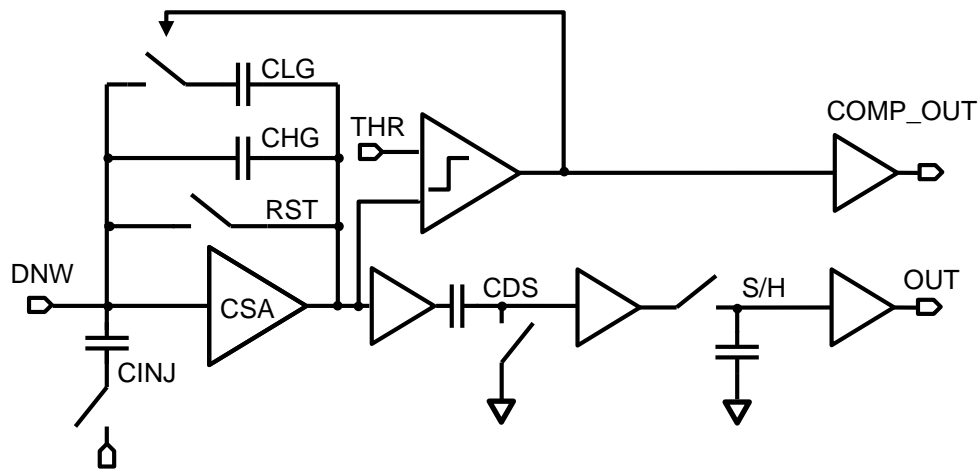 CLG
COMP_OUT
THR
CHG
RST
DNW
CSA
CDS
S/H
OUT
CINJ